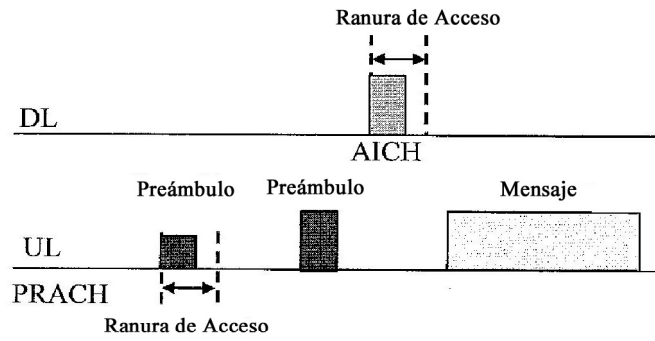 Ranura de Acceso
DL
AICH
Preámbulo
Preámbulo
Mensaje
UL
PRACH
Ranura de Acceso